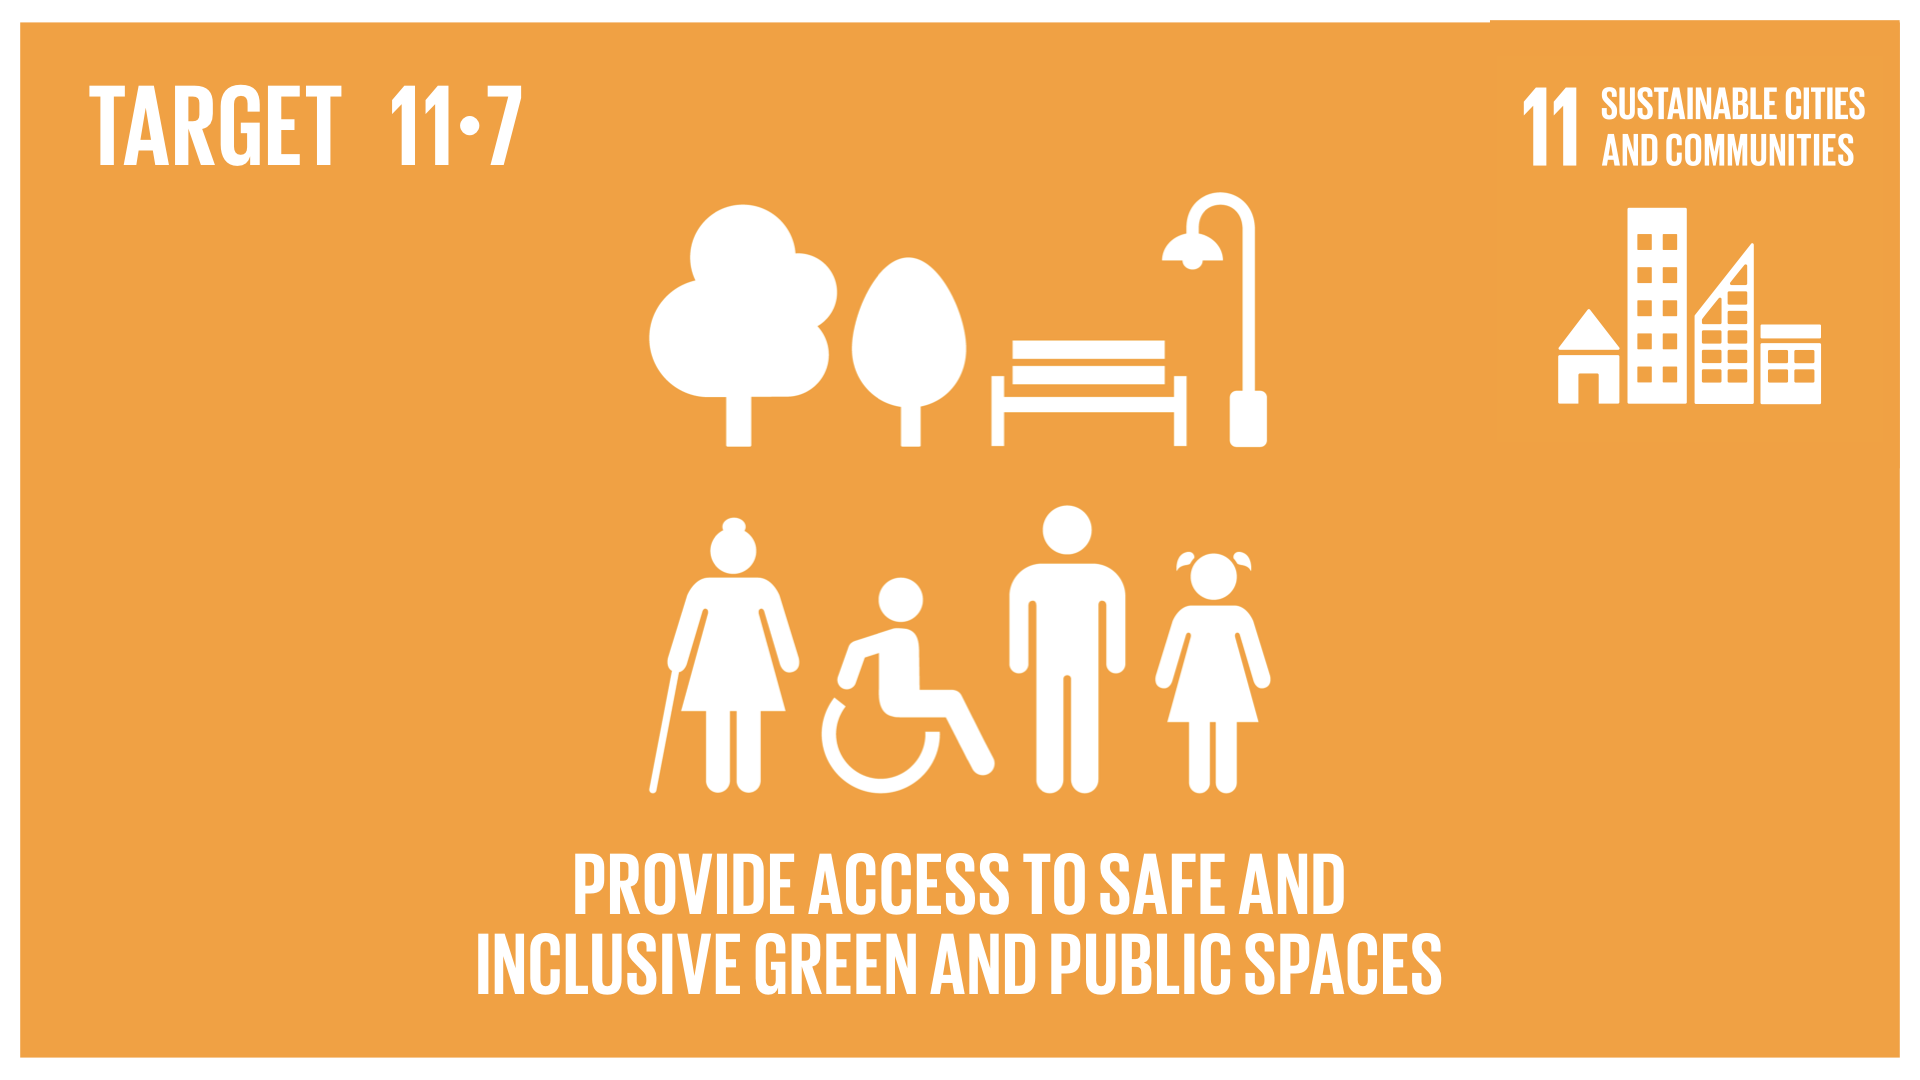 TARGET 11·7
11 SUSTAINABLE CITIES
AND COMMUNITIES
PROVIDE ACCESS TO SAFE AND
INCLUSIVE GREEN AND PUBLIC SPACES